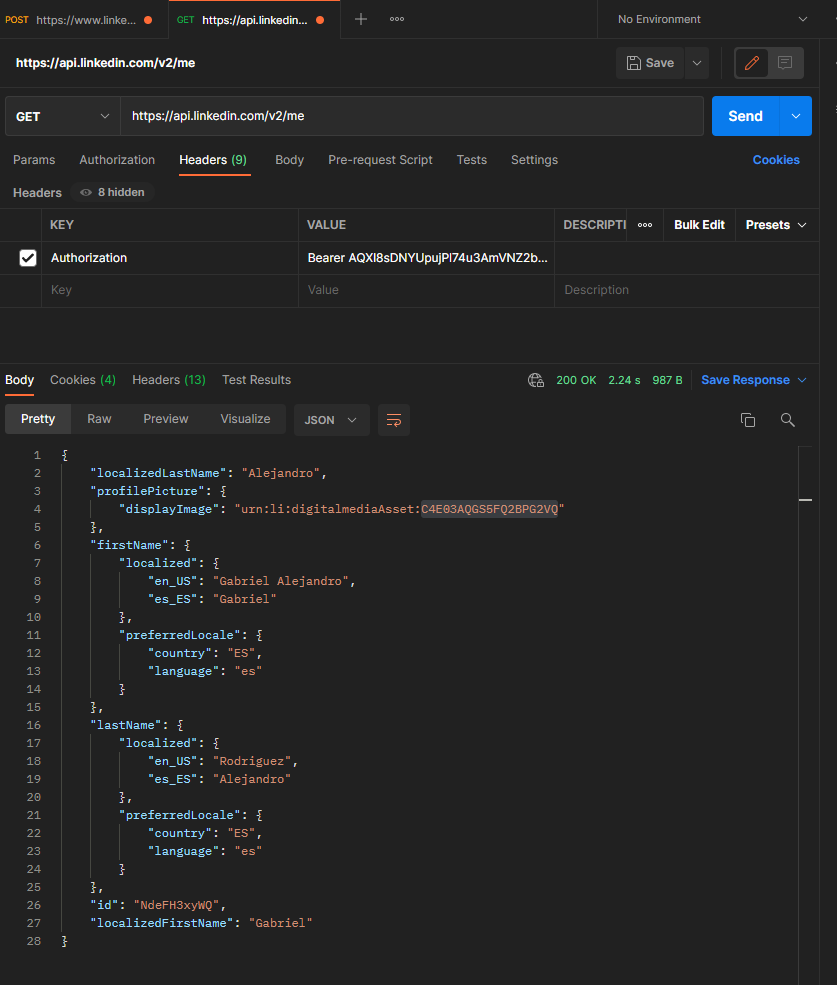 POST https://www.linke...
GET https://api.linkedin...
No Environment
https://api.linkedin.com/v2/me
Save
GET https://api.linkedin.com/v2/me
Send
Params Authorization Headers (9) Body Pre-request Script Tests Settings Cookies
Headers 8 hidden
KEY VALUE DESCRIPTI Bulk Edit Presets
Authorization Bearer AQXl8sDNYUpujPl74u3AmVNZ2b...
Key Value Description
Body Cookies (4) Headers (13) Test Results 200 OK 2.24 s 987 B Save Response
Pretty Raw Preview Visualize JSON
1 {
2 "localizedLastName": "Alejandro",
3 "profilePicture": {
4 "displayImage": "urn:li:digitalmediaAsset:C4E03AQGS5FQ2BPG2VQ"
5 },
6 "firstName": {
7 "localized": {
8 "en_US": "Gabriel Alejandro",
9 "es_ES": "Gabriel"
10 },
11 "preferredLocale": {
12 "country": "ES",
13 "language": "es"
14 }
15 },
16 "lastName": {
17 "localized": {
18 "en_US": "Rodriguez",
19 "es_ES": "Alejandro"
20 },
21 "preferredLocale": {
22 "country": "ES",
23 "language": "es"
24 }
25 },
26 "id": "NdeFH3xyWQ",
27 "localizedFirstName": "Gabriel"
28 }